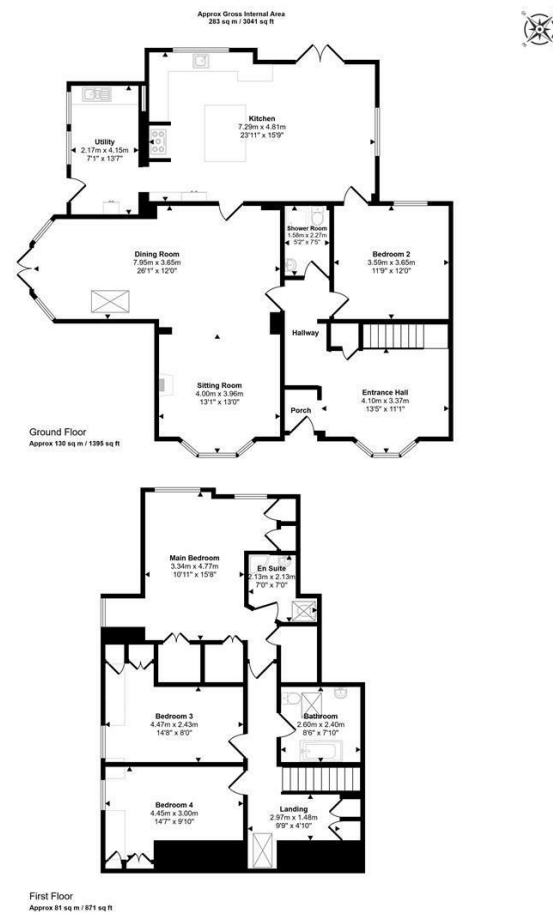 Approx Gross Internal Area
283 sq m / 3041 sq ft
Kitchen
7.29m x 4.81m
23'11" x 15'9"
Utility
2.17m x 4.15m
7'1" x 13'7"
Shower Room
1.58m x 2.27m
5'2" x 7'5"
Dining Room
7.95m x 3.65m
26'1" x 12'0"
Bedroom 2
3.59m x 3.65m
11'9" x 12'0"
Hallway
Sitting Room
4.00m x 3.96m
13'1" x 13'0"
Entrance Hall
4.10m x 3.37m
13'5" x 11'1"
Porch
Ground Floor
Approx 130 sq m / 1395 sq ft
Main Bedroom
3.34m x 4.77m
10'11" x 15'8"
En Suite
2.13m x 2.13m
7'0" x 7'0"
Bedroom 3
4.47m x 2.43m
14'8" x 8'0"
Bathroom
2.60m x 2.40m
8'6" x 7'10"
Bedroom 4
4.45m x 3.00m
14'7" x 9'10"
Landing
2.97m x 1.48m
9'9" x 4'10"
First Floor
Approx 81 sq m / 871 sq ft